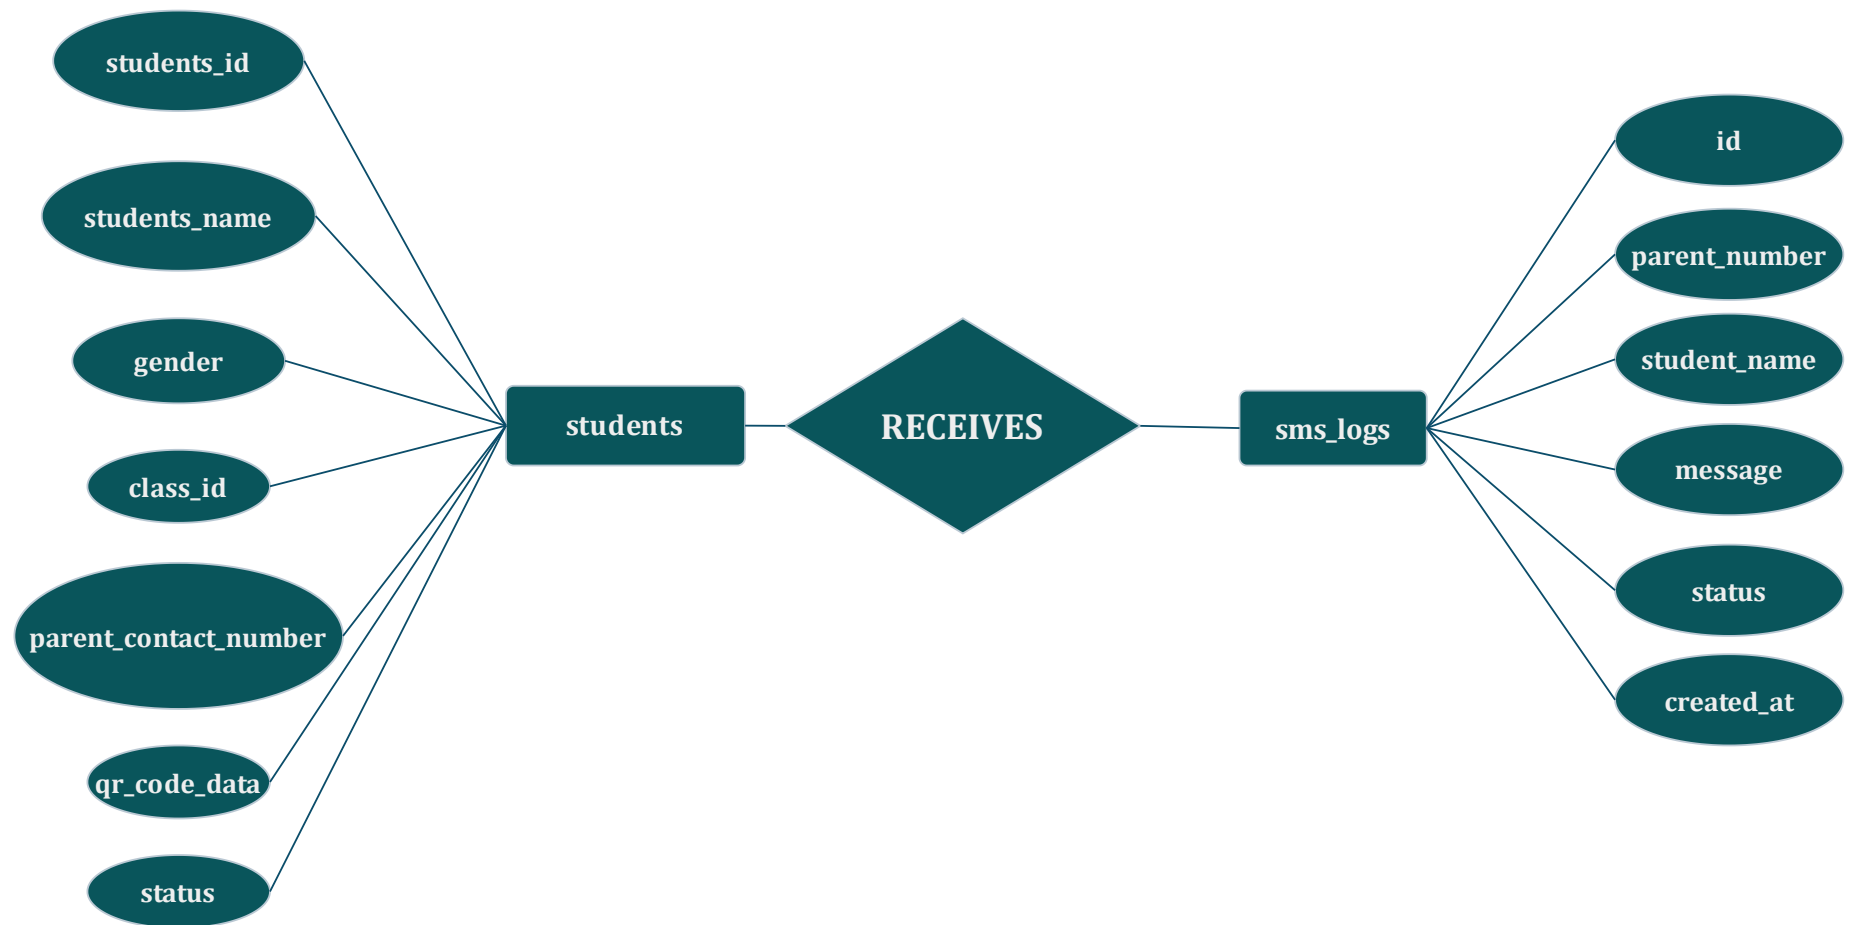 students_id
students_name
gender
class_id
parent_contact_number
qr_code_data
status
students
RECEIVES
sms_logs
id
parent_number
student_name
message
status
created_at